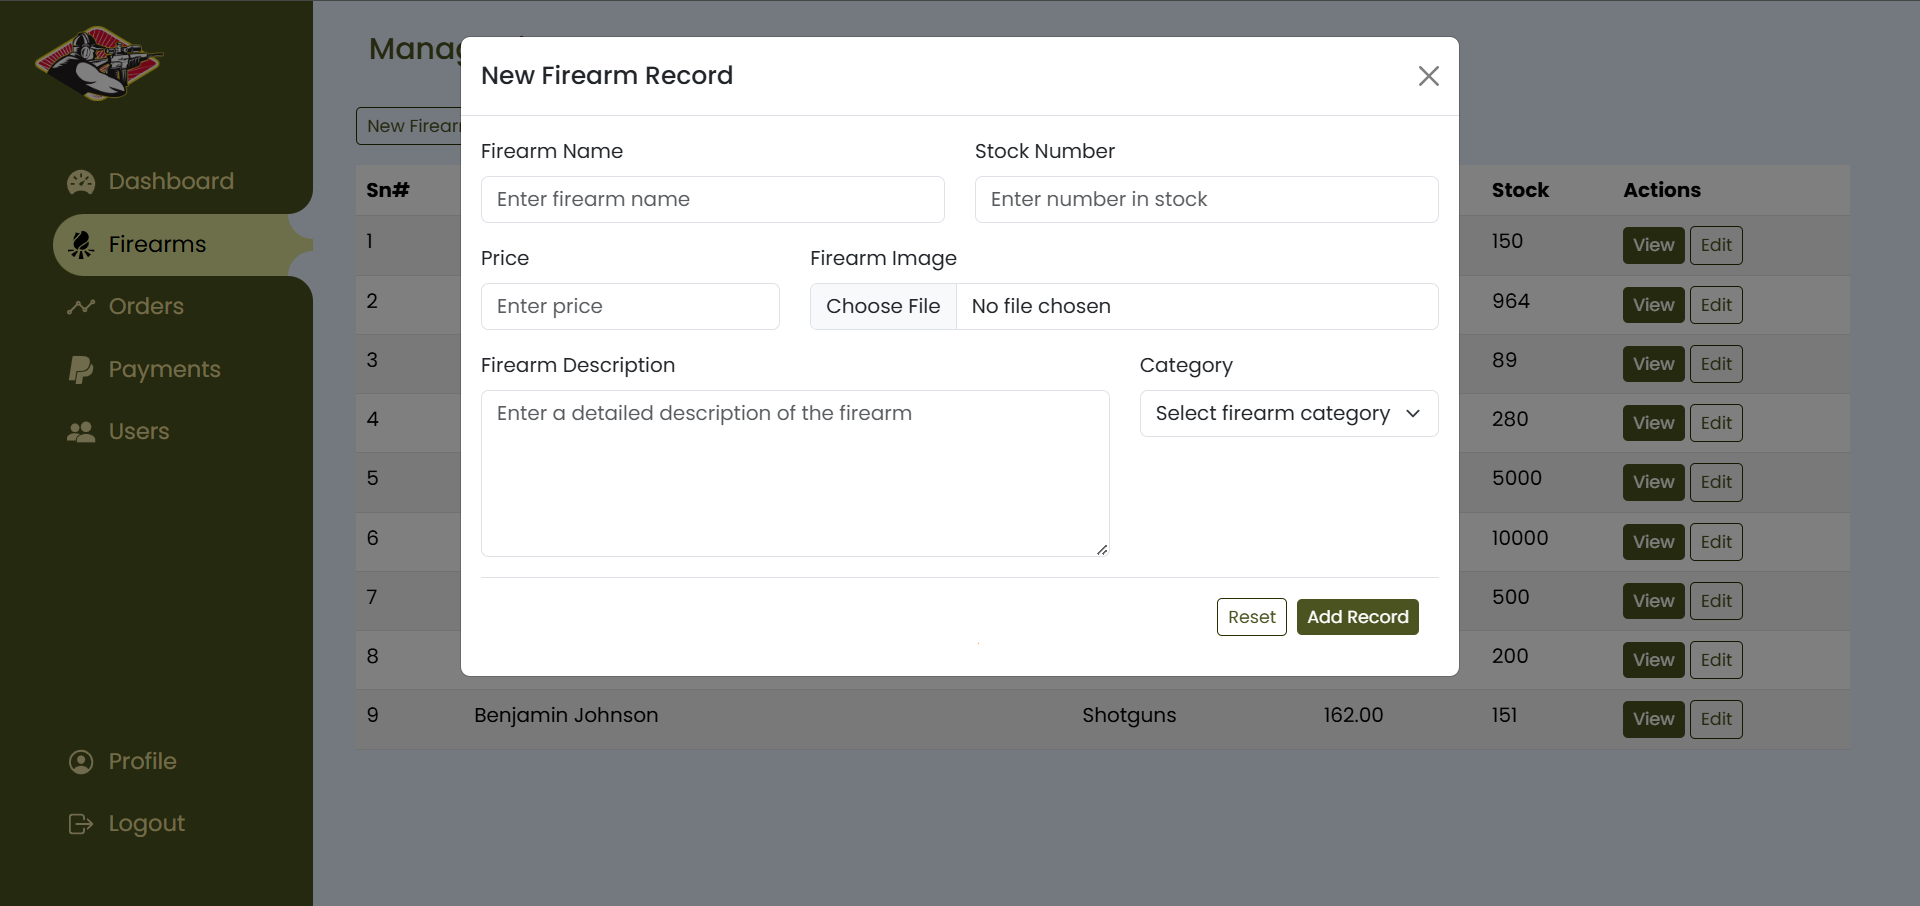 Dashboard
Firearms
Orders
Payments
Users
Profile
Logout
New Firearm Record
Firearm Name
Stock Number
Enter firearm name
Enter number in stock
Price
Firearm Image
Enter price
Choose File No file chosen
Firearm Description
Category
Enter a detailed description of the firearm
Select firearm category
Reset Add Record
New
Sn# Stock Actions
1 150 View Edit
2 964 View Edit
3 89 View Edit
4 280 View Edit
5 5000 View Edit
6 10000 View Edit
7 500 View Edit
8 200 View Edit
9 Benjamin Johnson Shotguns 162.00 151 View Edit